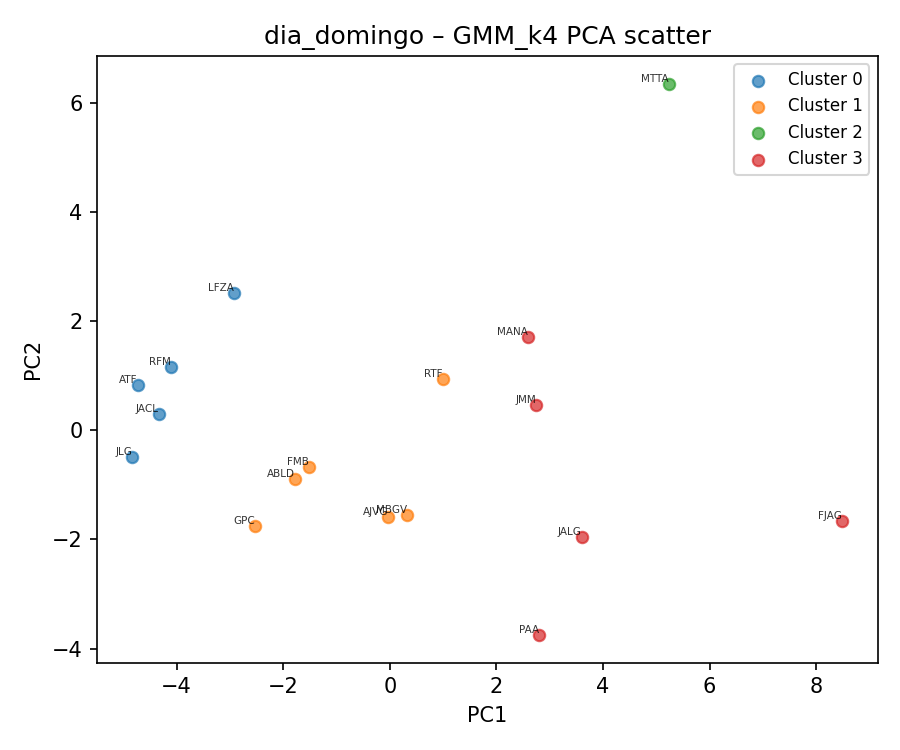 dia_domingo – GMM_k4 PCA scatter
MTTA
Cluster 0
Cluster 1
Cluster 2
Cluster 3
6
4
2
0
−2
−4
PC2
LFZA
RFM
ATF
JACL
JLG
MANA
RTF
JMM
FMB
ABLD
GPC
AJVG
MBGV
JALG
FJAG
PAA
−4
−2
0
2
4
6
8
PC1